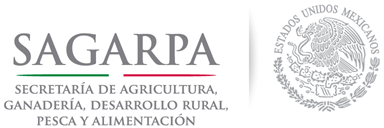 SAGARPA
SECRETARÍA DE AGRICULTURA,
GANADERÍA, DESARROLLO RURAL,
PESCA Y ALIMENTACIÓN
ESTADOS UNIDOS MEXICANOS